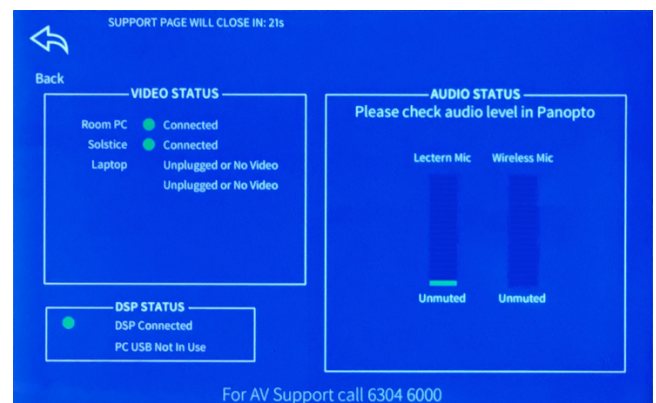 SUPPORT PAGE WILL CLOSE IN: 21s
Back
VIDEO STATUS
Room PC Connected
Solstice Connected
Laptop Unplugged or No Video
Unplugged or No Video
DSP STATUS
DSP Connected
PC USB Not In Use
AUDIO STATUS
Please check audio level in Panopto
Lectern Mic Wireless Mic
Unmuted Unmuted
For AV Support call 6304 6000